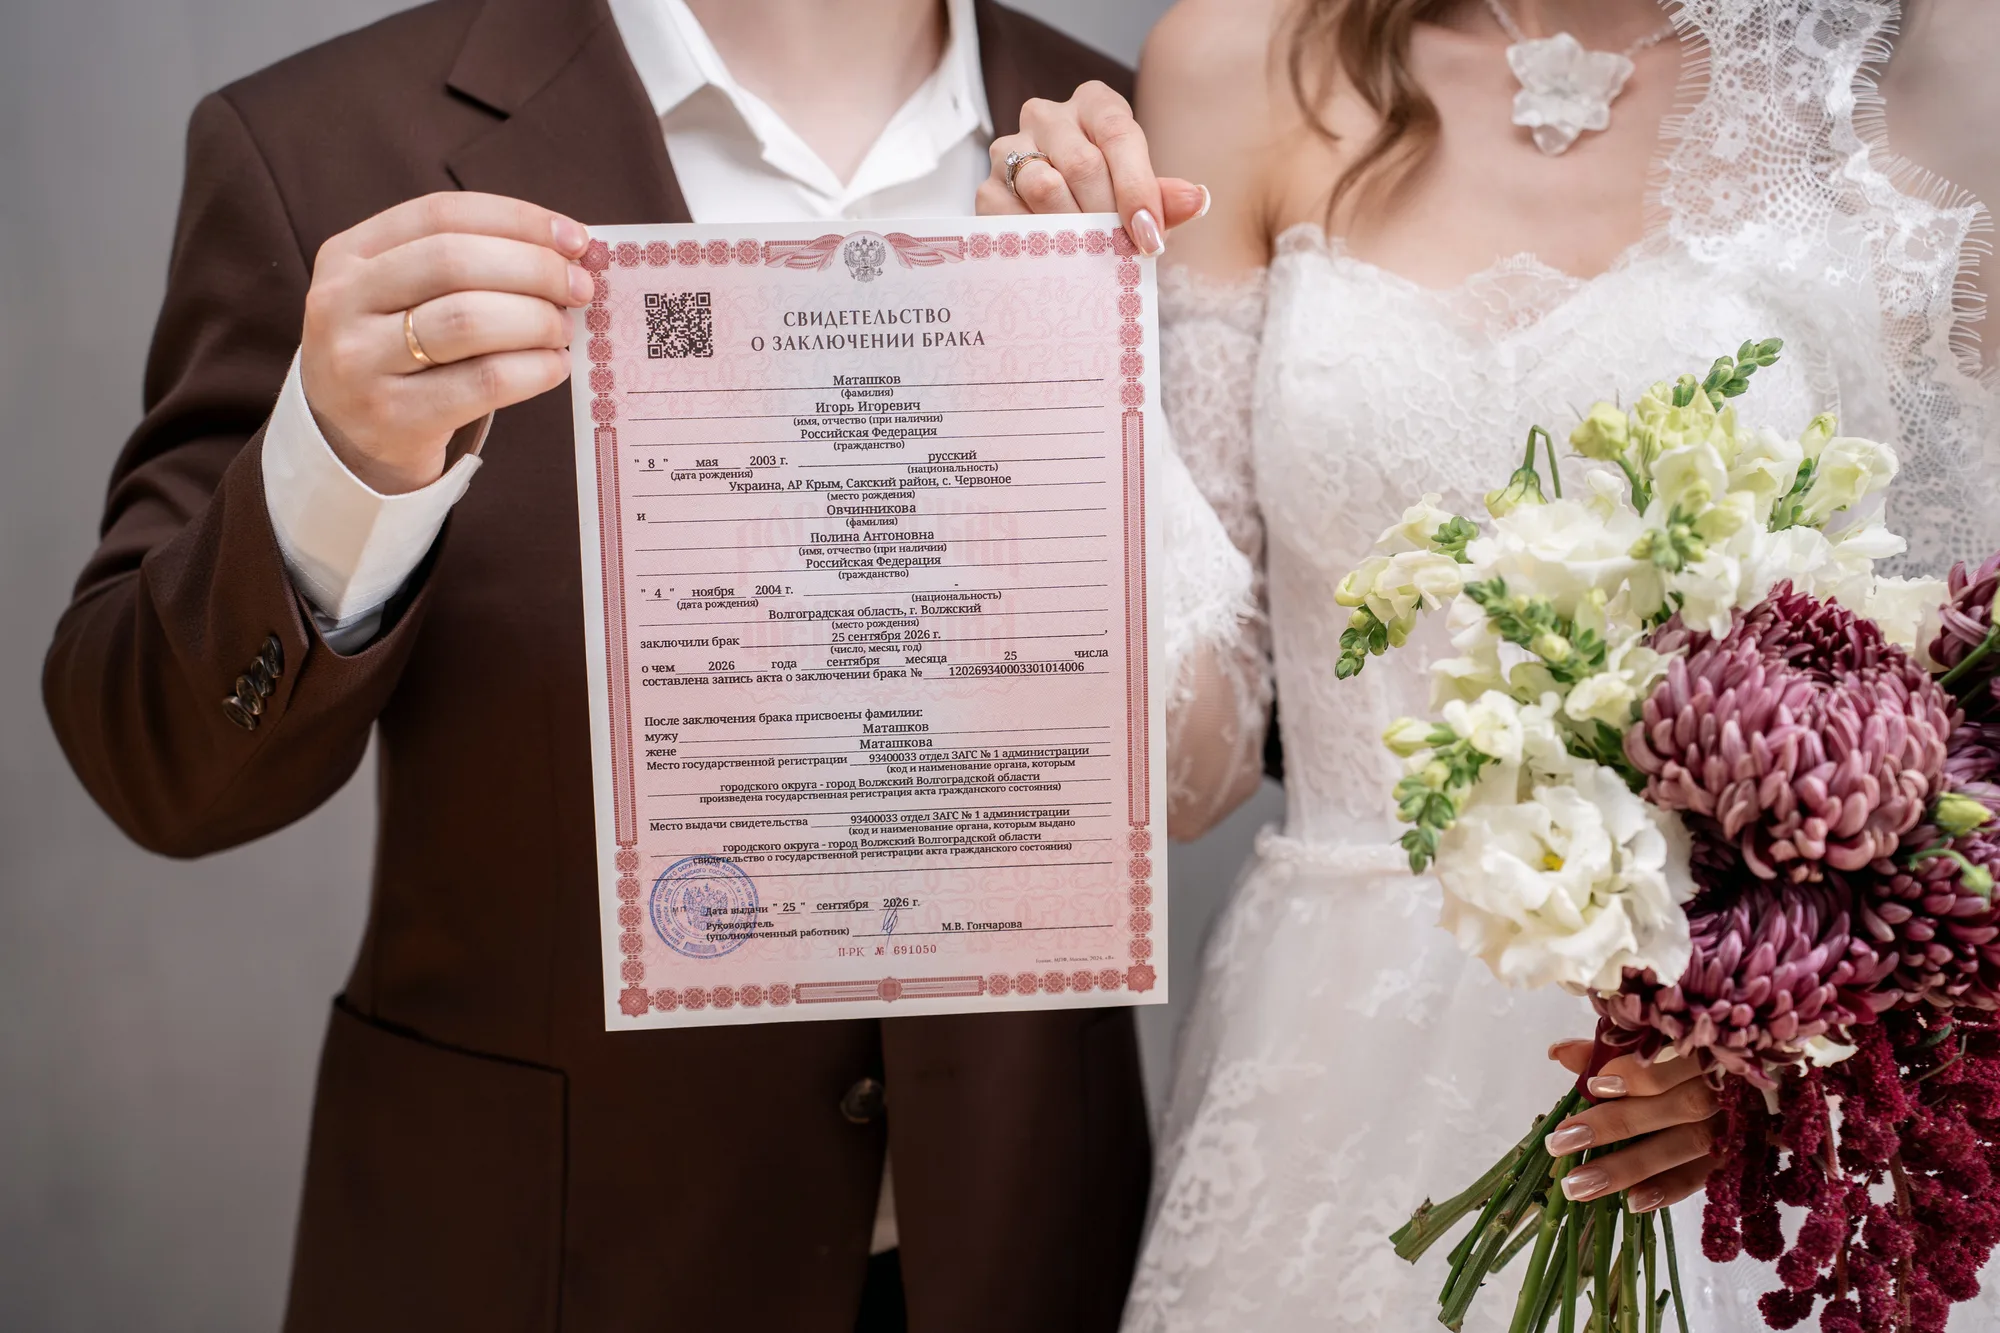 СВИДЕТЕЛЬСТВО
О ЗАКЛЮЧЕНИИ БРАКА
Маташков
(фамилия)
Игорь Игоревич
(имя, отчество (при наличии)
Российская Федерация
(гражданство)
" 8 " мая 2003 г. русский
(дата рождения) (национальность)
Украина, АР Крым, Сакский район, с. Червоное
(место рождения)
и Овчинникова
(фамилия)
Полина Антоновна
(имя, отчество (при наличии)
Российская Федерация
(гражданство)
" 4 " ноября 2004 г. -
(дата рождения) (национальность)
Волгоградская область, г. Волжский
(место рождения)
заключили брак 25 сентября 2026 г. ,
(число, месяц, год)
о чем 2026 года сентября месяца 25 числа
составлена запись акта о заключении брака № 120269340003301014006
После заключения брака присвоены фамилии:
мужу Маташков
жене Маташкова
Место государственной регистрации 93400033 отдел ЗАГС № 1 администрации
(код и наименование органа, которым
городского округа - город Волжский Волгоградской области
произведена государственная регистрация акта гражданского состояния)
Место выдачи свидетельства 93400033 отдел ЗАГС № 1 администрации
(код и наименование органа, которым выдано
городского округа - город Волжский Волгоградской области
свидетельство о государственной регистрации акта гражданского состояния)
МП Дата выдачи " 25 " сентября 2026 г.
Руководитель
(уполномоченный работник) М.В. Гончарова
II-РК № 691050